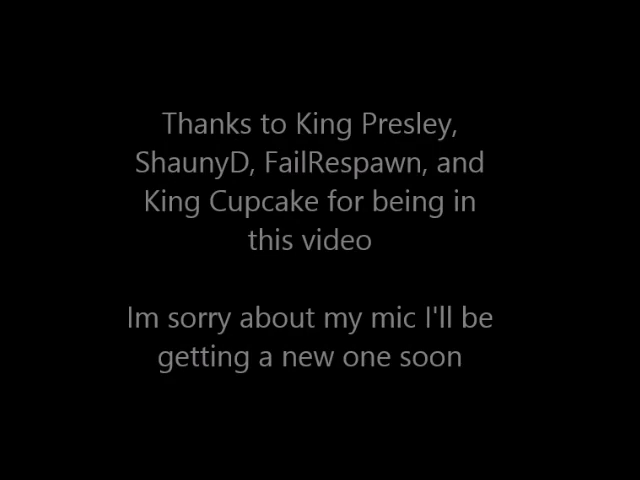 Thanks to King Presley,
ShaunyD, FailRespawn, and
King Cupcake for being in
this video
Im sorry about my mic I'll be
getting a new one soon